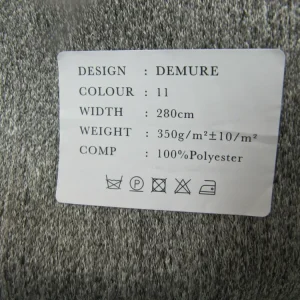 DESIGN : DEMURE
COLOUR : 11
WIDTH : 280cm
WEIGHT : 350g/m²±10/m²
COMP : 100%Polyester